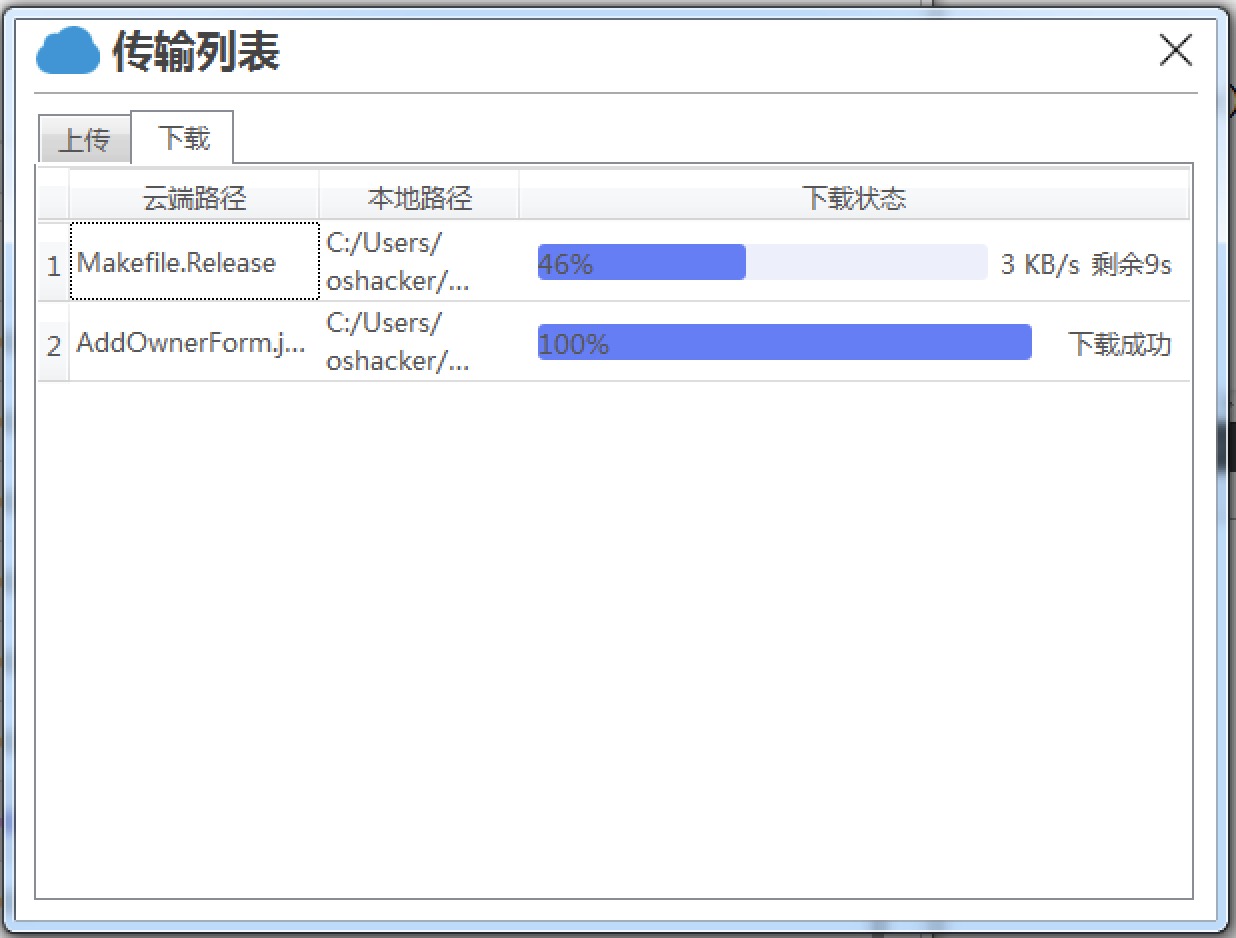 传输列表
上传 下载
云端路径 本地路径 下载状态
1 Makefile.Release C:/Users/
oshacker/... 46% 3 KB/s 剩余9s
2 AddOwnerForm.j... C:/Users/
oshacker/... 100% 下载成功